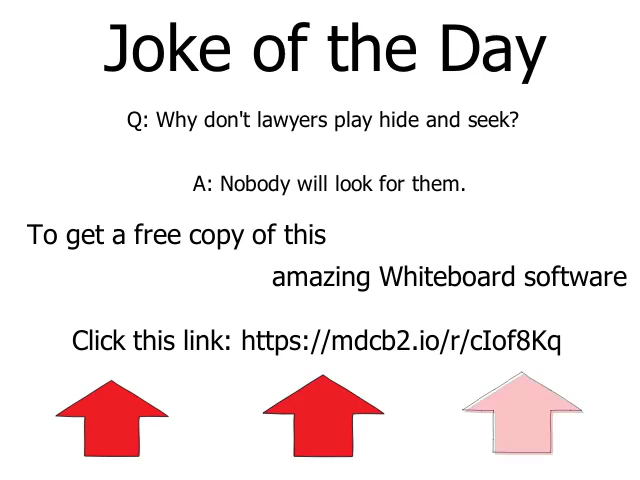 Joke of the Day
Q: Why don't lawyers play hide and seek?
A: Nobody will look for them.
To get a free copy of this
amazing Whiteboard software
Click this link: https://mdcb2.io/r/cIof8Kq